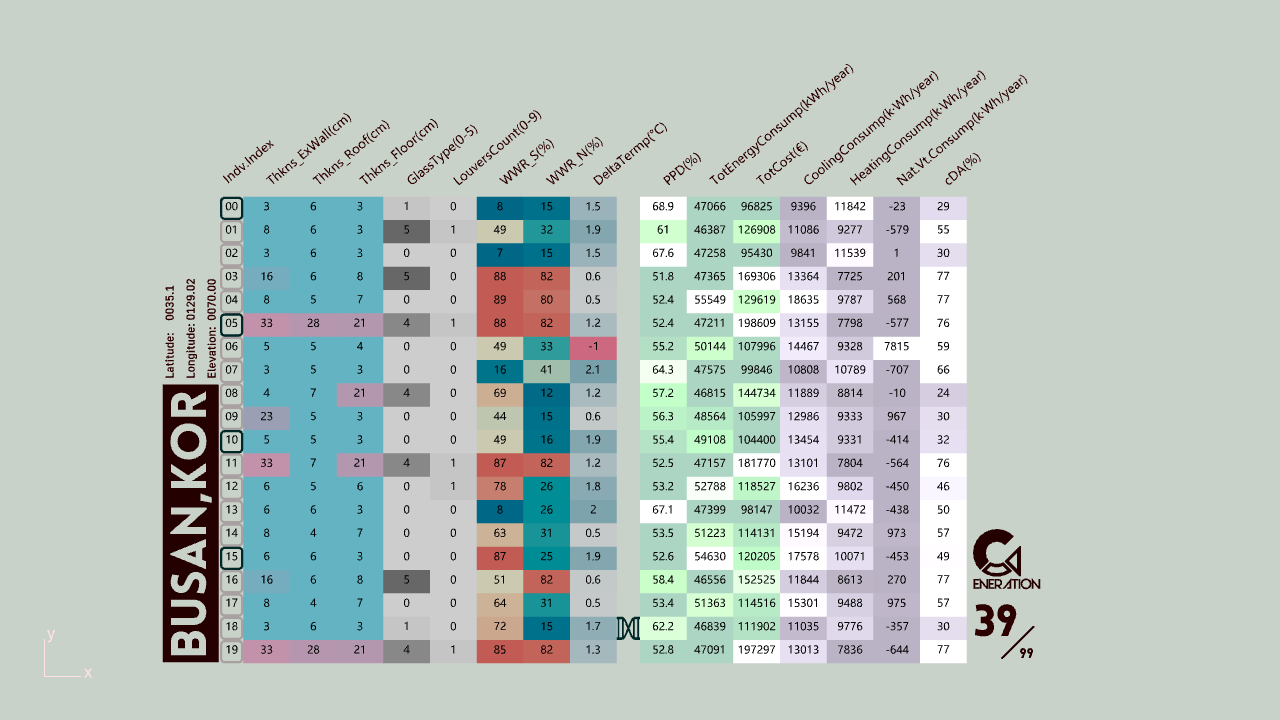 Indv.Index Thkns_ExWall(cm) Thkns_Roof(cm) Thkns_Floor(cm) GlassType(0-5) LouversCount(0-9) WWR_S(%) WWR_N(%) DeltaTermp(°C) PPD(%) TotEnergyConsump(kWh/year) TotCost(€) CoolingConsump(k·Wh/year) HeatingConsump(k·Wh/year) Nat.Vt.Consump(k·Wh/year) cDA(%)
00 3 6 3 1 0 8 15 1.5 68.9 47066 96825 9396 11842 -23 29
01 8 6 3 5 1 49 32 1.9 61 46387 126908 11086 9277 -579 55
02 3 6 3 0 0 7 15 1.5 67.6 47258 95430 9841 11539 1 30
03 16 6 8 5 0 88 82 0.6 51.8 47365 169306 13364 7725 201 77
04 8 5 7 0 0 89 80 0.5 52.4 55549 129619 18635 9787 568 77
05 33 28 21 4 1 88 82 1.2 52.4 47211 198609 13155 7798 -577 76
06 5 5 4 0 0 49 33 -1 55.2 50144 107996 14467 9328 7815 59
07 3 5 3 0 0 16 41 2.1 64.3 47575 99846 10808 10789 -707 66
08 4 7 21 4 0 69 12 1.2 57.2 46815 144734 11889 8814 -10 24
09 23 5 3 0 0 44 15 0.6 56.3 48564 105997 12986 9333 967 30
10 5 5 3 0 0 49 16 1.9 55.4 49108 104400 13454 9331 -414 32
11 33 7 21 4 1 87 82 1.2 52.5 47157 181770 13101 7804 -564 76
12 6 5 6 0 1 78 26 1.8 53.2 52788 118527 16236 9802 -450 46
13 6 6 3 0 0 8 26 2 67.1 47399 98147 10032 11472 -438 50
14 8 4 7 0 0 63 31 0.5 53.5 51223 114131 15194 9472 973 57
15 6 6 3 0 0 87 25 1.9 52.6 54630 120205 17578 10071 -453 49
16 16 6 8 5 0 51 82 0.6 58.4 46556 152525 11844 8613 270 77
17 8 4 7 0 0 64 31 0.5 53.4 51363 114516 15301 9488 975 57
18 3 6 3 1 0 72 15 1.7 62.2 46839 111902 11035 9776 -357 30
19 33 28 21 4 1 85 82 1.3 52.8 47091 197297 13013 7836 -644 77
Latitude: 0035.1
Longitude: 0129.02
Elevation: 0070.00
BUSAN,KOR
G
ENERATION
39/99
y
x